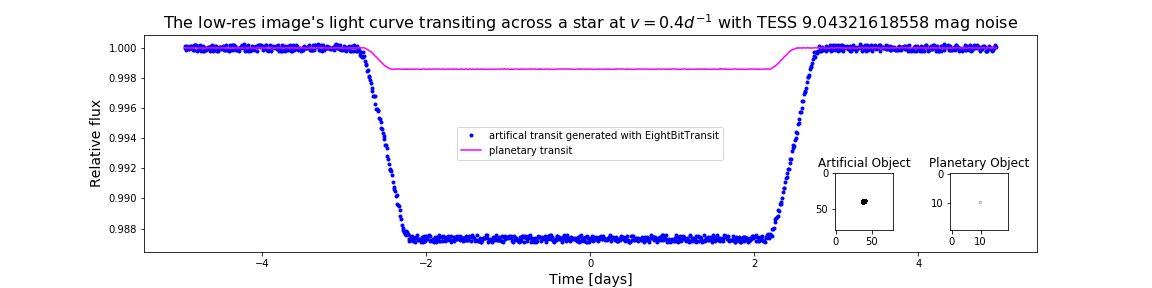 The low-res image's light curve transiting across a star at v = 0.4d⁻¹ with TESS 9.04321618558 mag noise
Relative flux
1.000
0.998
0.996
0.994
0.992
0.990
0.988
artifical transit generated with EightBitTransit
planetary transit
Artificial Object
0
50
0
50
Planetary Object
0
10
0
10
−4
−2
0
2
4
Time [days]